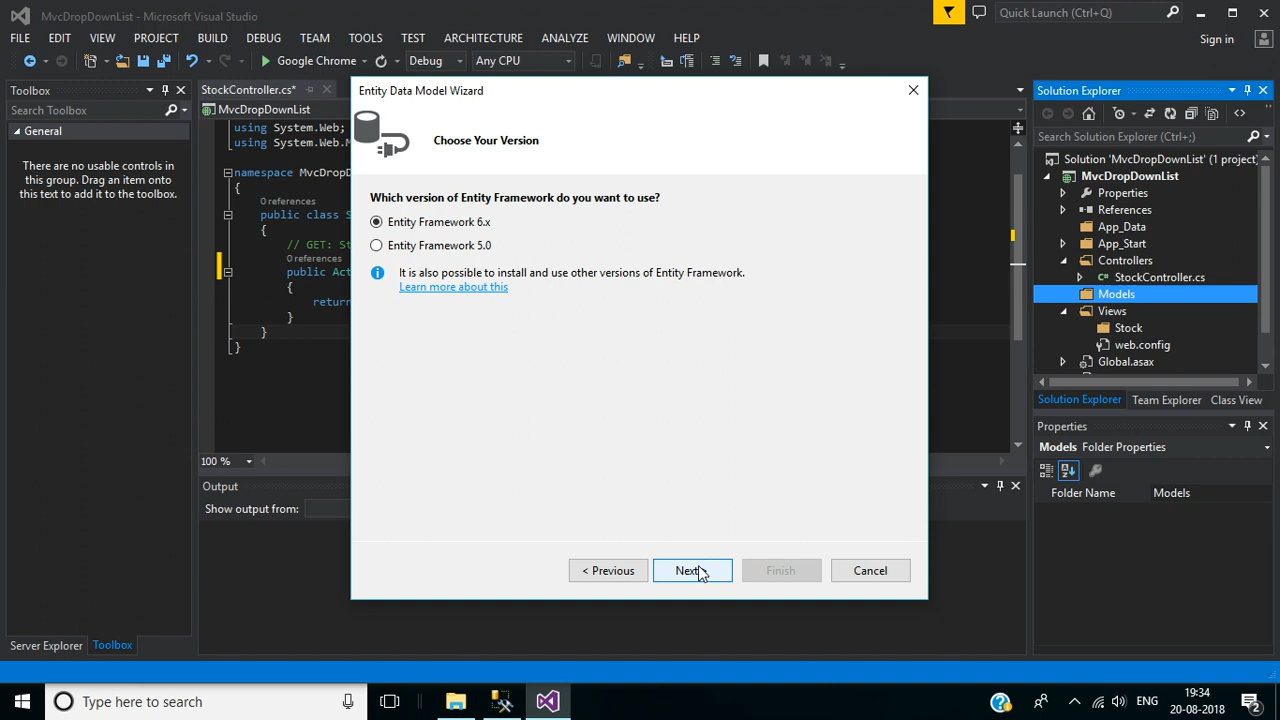 MvcDropDownList - Microsoft Visual Studio
Quick Launch (Ctrl+Q)
FILE EDIT VIEW PROJECT BUILD DEBUG TEAM TOOLS TEST ARCHITECTURE ANALYZE WINDOW HELP
Sign in
Google Chrome Debug Any CPU
Toolbox
Search Toolbox
General
There are no usable controls in
this group. Drag an item onto
this text to add it to the toolbox.
Server Explorer Toolbox
StockController.cs*
MvcDropDownList
using System.Web;
using System.Web.M
namespace MvcDropD
{
0 references
public class S
{
// GET: St
0 references
public Act
{
return
}
}
}
100 %
Output
Show output from:
Entity Data Model Wizard
Choose Your Version
Which version of Entity Framework do you want to use?
Entity Framework 6.x
Entity Framework 5.0
It is also possible to install and use other versions of Entity Framework.
Learn more about this
< Previous Next Finish Cancel
Solution Explorer
Search Solution Explorer (Ctrl+;)
Solution 'MvcDropDownList' (1 project)
MvcDropDownList
Properties
References
App_Data
App_Start
Controllers
C# StockController.cs
Models
Views
Stock
web.config
Global.asax
Solution Explorer Team Explorer Class View
Properties
Models Folder Properties
Folder Name Models
Type here to search
ENG
19:34
20-08-2018
2